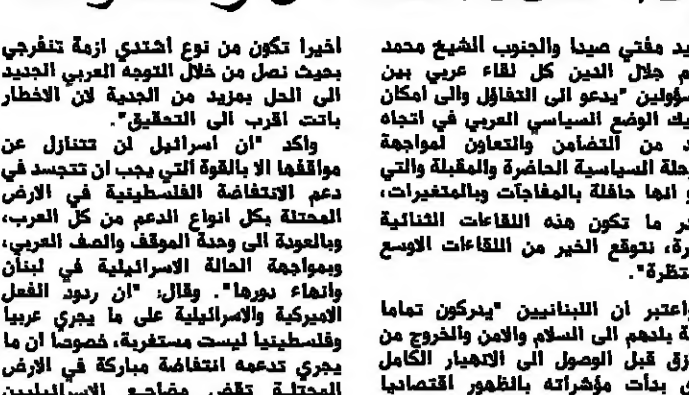 يد مفتي صيدا والجنوب الشيخ محمد
م جلال الدين كل لقاء عربي بين
سؤولين "يدعو الى التفاؤل والى امكان
يك الوضع السياسي العربي في اتجاه
د من التضامن والتعاون لمواجهة
حلة السياسية الحاضرة والمقبلة والتي
و انها حافلة بالمفاجآت وبالمتغيرات،
ر ما تكون هذه اللقاءات الثنائية
رة، نتوقع الخير من اللقاءات الاوسع
تظرة".
واعتبر ان اللبنانيين "يدركون تماما
ة بلدهم الى السلام والامن والخروج من
زق قبل الوصول الى الانهيار الكامل
ي بدأت مؤشراته بالظهور اقتصاديا
اخيرا تكون من نوع اشتدي ازمة تنفرجي
بحيث نصل من خلال التوجه العربي الجديد
الى الحل بمزيد من الجدية لان الاخطار
باتت اقرب الى التحقيق".
واكد "ان اسرائيل لن تتنازل عن
مواقفها الا بالقوة التي يجب ان تتجسد في
دعم الانتفاضة الفلسطينية في الارض
المحتلة بكل انواع الدعم من كل العرب،
وبالعودة الى وحدة الموقف والصف العربي،
وبمواجهة الحالة الاسرائيلية في لبنان
وانهاء دورها". وقال: "ان ردود الفعل
الاميركية والاسرائيلية على ما يجري عربيا
وفلسطينيا ليست مستغربة، خصوصا ان ما
يجري تدعمه انتفاضة مباركة في الارض
المحتلة تقض مضاجع الاسرائيليين